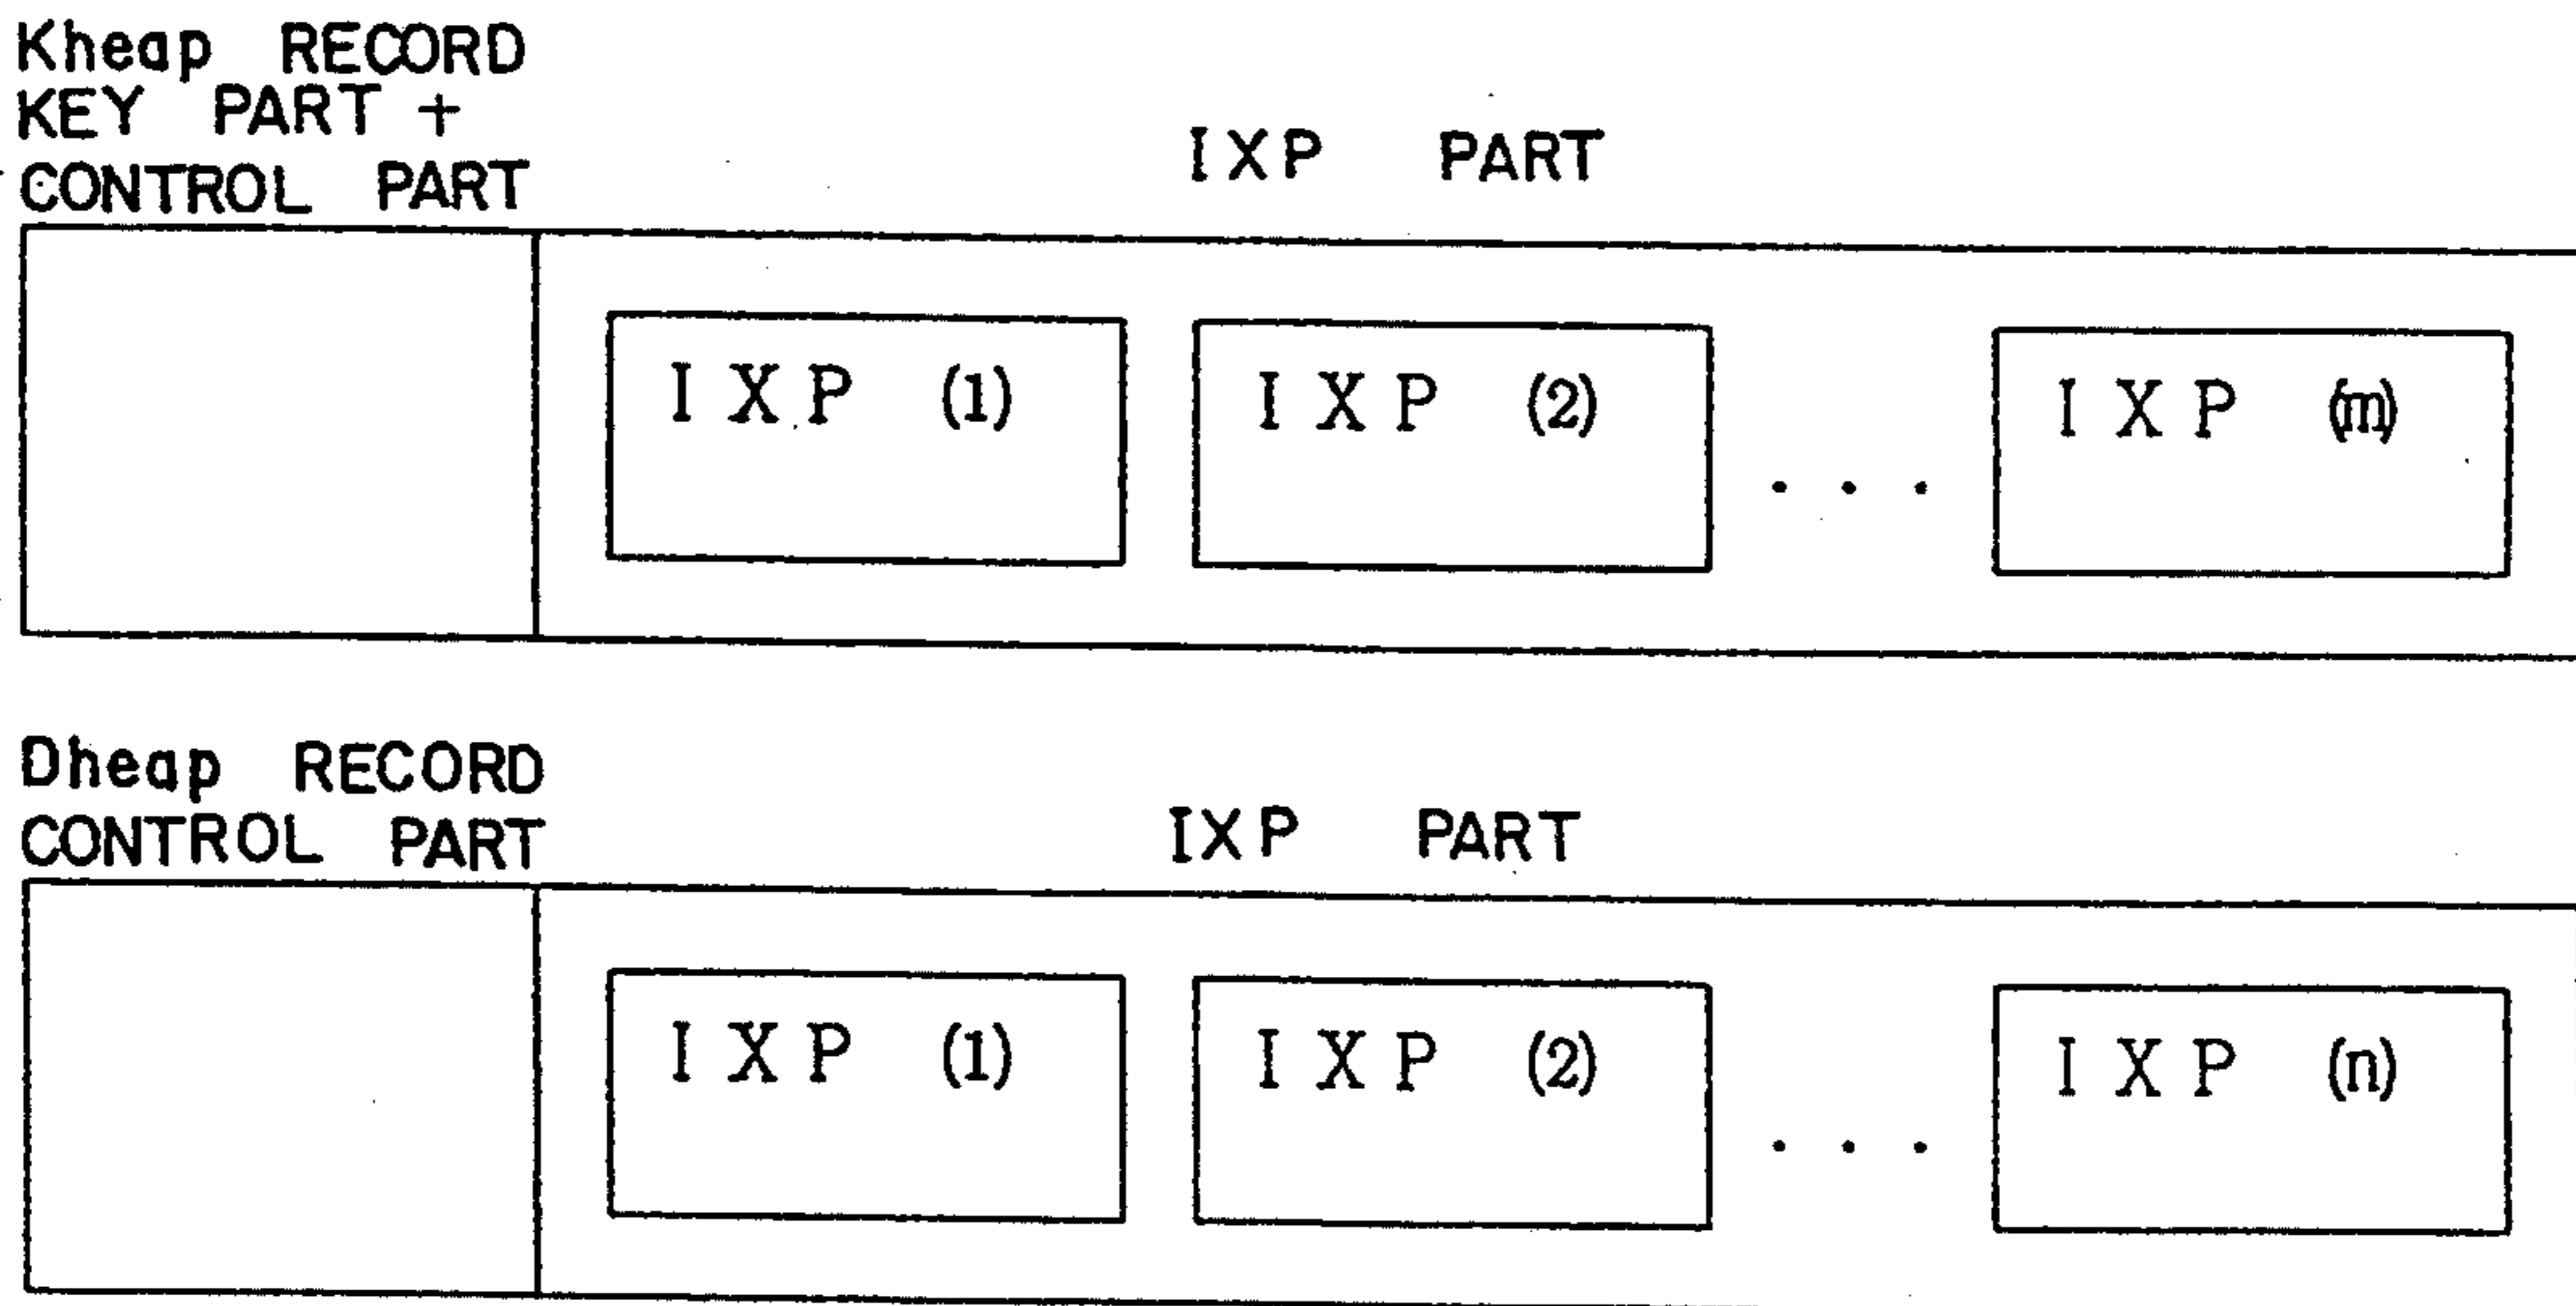 Kheap RECORD
KEY PART +
CONTROL PART
IXP PART
IXP (1)
IXP (2)
. . .
IXP (m)
Dheap RECORD
CONTROL PART
IXP PART
IXP (1)
IXP (2)
. . .
IXP (n)